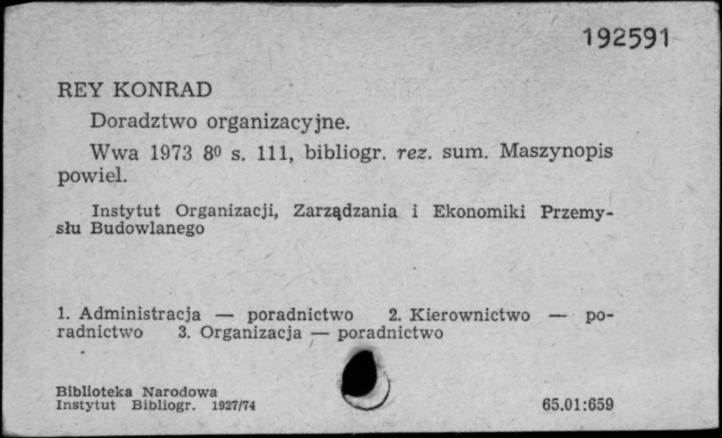 192591
REY KONRAD
Doradztwo organizacyjne.
Wwa 1973 8⁰ s. 111, bibliogr. rez. sum. Maszynopis
powiel.
Instytut Organizacji, Zarządzania i Ekonomiki Przemy-
słu Budowlanego
1. Administracja — poradnictwo 2. Kierownictwo — po-
radnictwo 3. Organizacja — poradnictwo
Biblioteka Narodowa
Instytut Bibliogr. 1927/74
65.01:659